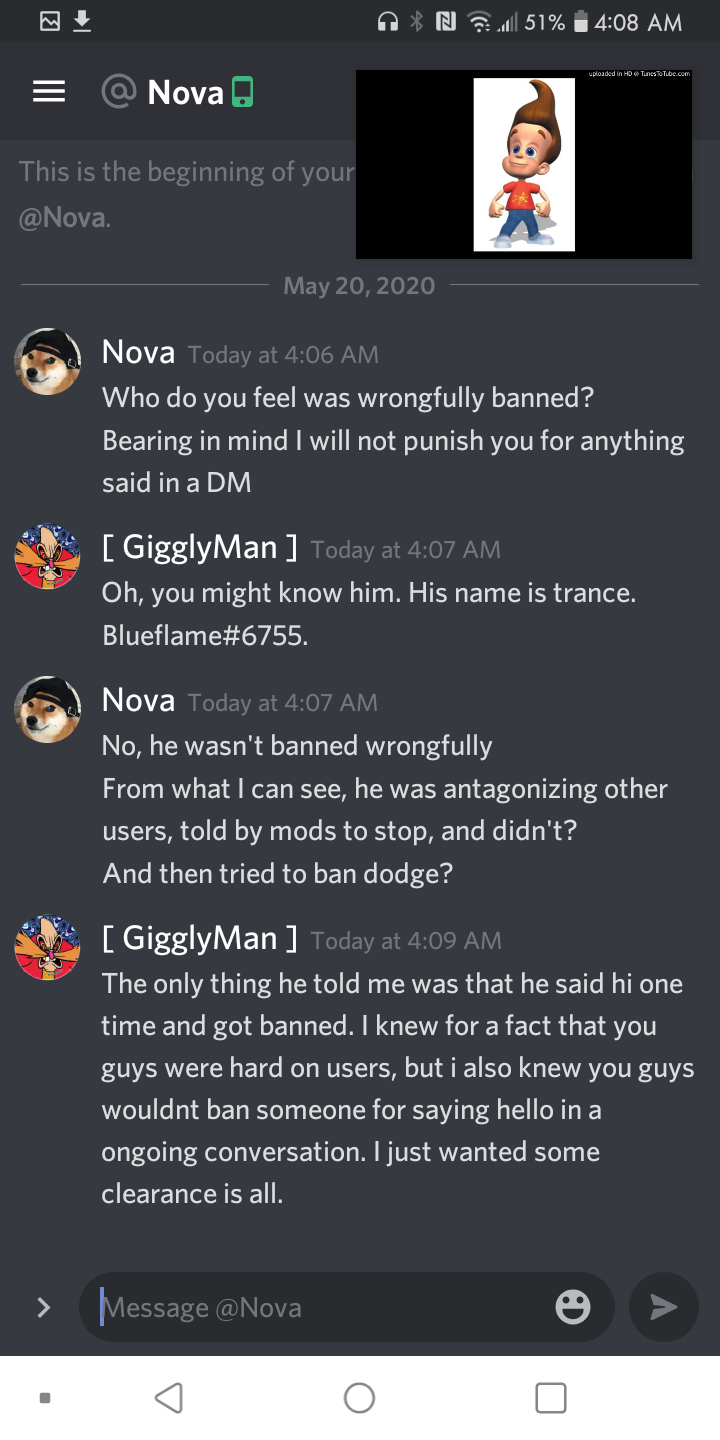 51% 4:08 AM
uploaded in HD @ TunesToTube.com
@ Nova
This is the beginning of your
@Nova.
May 20, 2020
Nova Today at 4:06 AM
Who do you feel was wrongfully banned?
Bearing in mind I will not punish you for anything
said in a DM
[ GigglyMan ] Today at 4:07 AM
Oh, you might know him. His name is trance.
Blueflame#6755.
Nova Today at 4:07 AM
No, he wasn't banned wrongfully
From what I can see, he was antagonizing other
users, told by mods to stop, and didn't?
And then tried to ban dodge?
[ GigglyMan ] Today at 4:09 AM
The only thing he told me was that he said hi one
time and got banned. I knew for a fact that you
guys were hard on users, but i also knew you guys
wouldnt ban someone for saying hello in a
ongoing conversation. I just wanted some
clearance is all.
Message @Nova